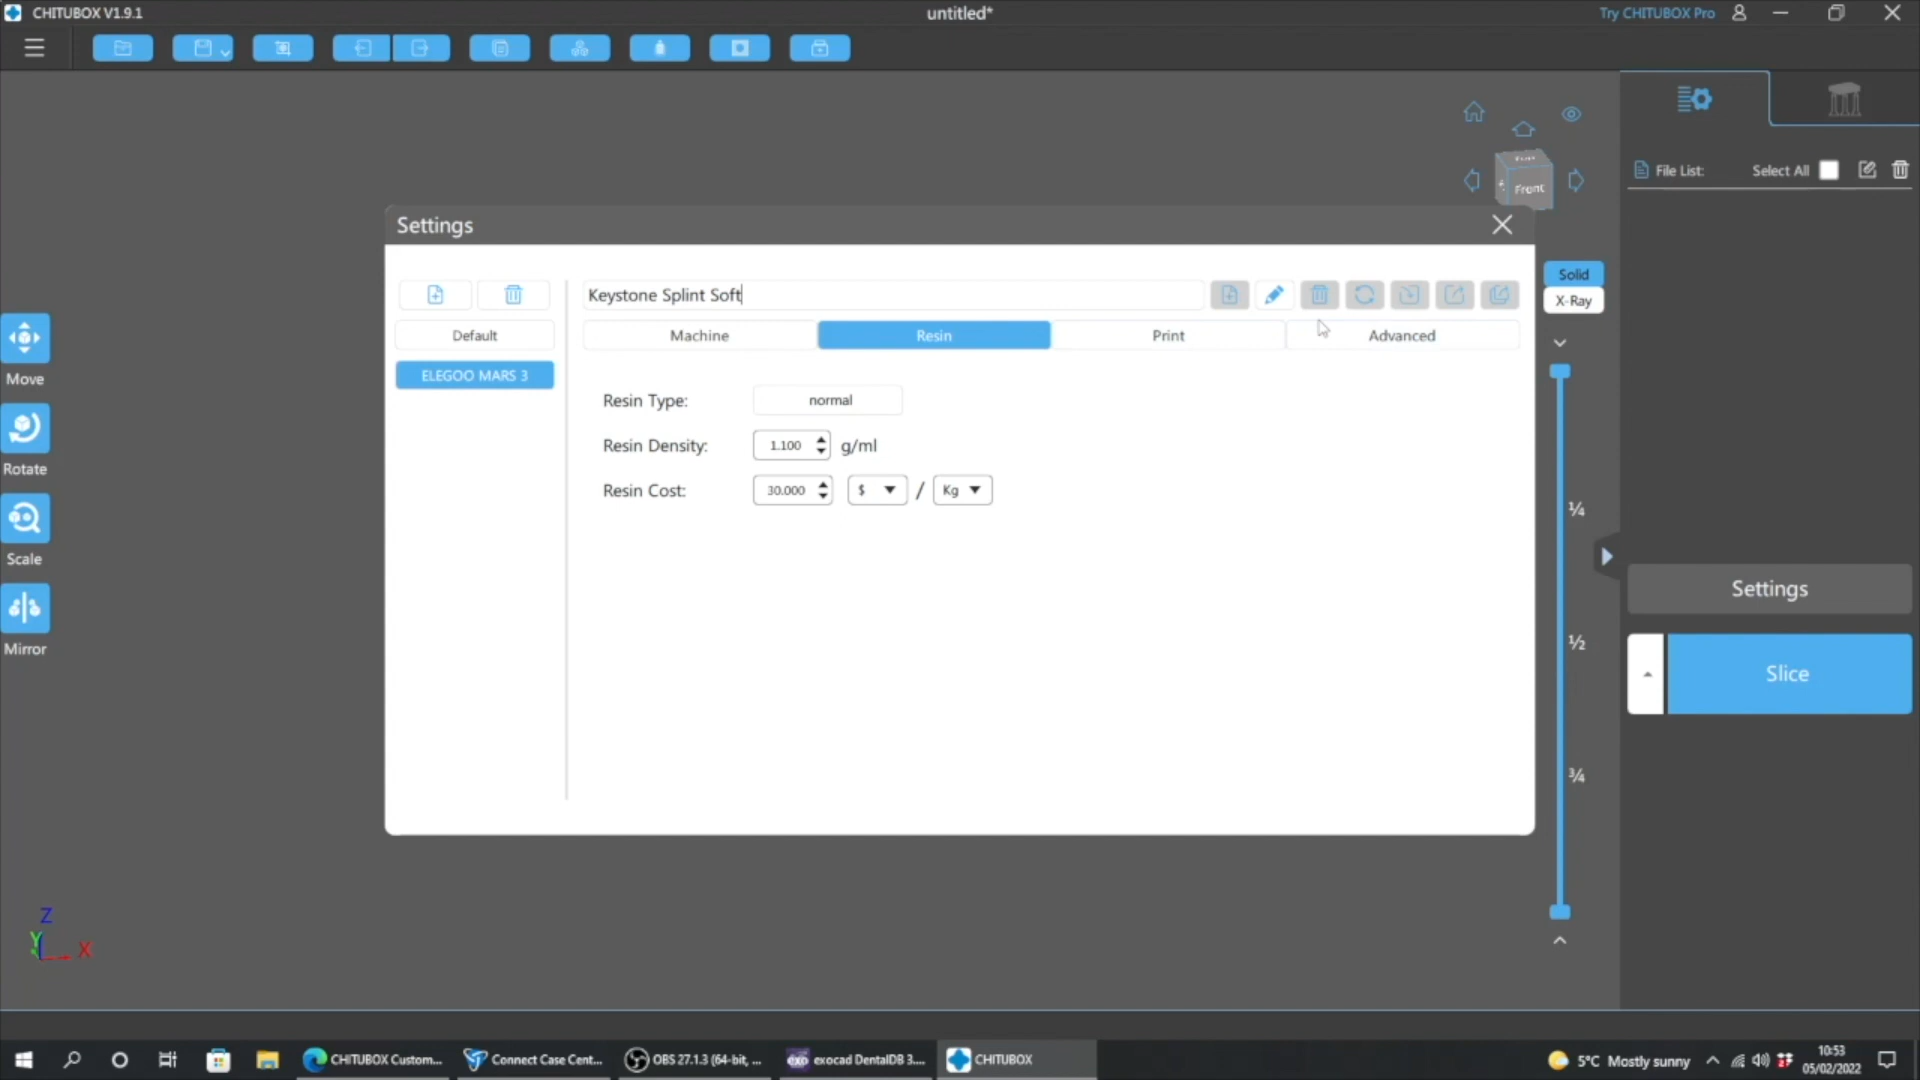 CHITUBOX V1.9.1
untitled*
Try CHITUBOX Pro
File List:
Select All
Front
Settings
Solid
X-Ray
Keystone Splint Soft
Default
Machine
Resin
Print
Advanced
ELEGOO MARS 3
Move
Resin Type:
normal
Resin Density:
1.100
g/ml
Rotate
Resin Cost:
30.000
$
/
Kg
¼
Scale
Settings
½
Mirror
Slice
¾
Z
Y
X
CHITUBOX Custom...
Connect Case Cent...
OBS 27.1.3 (64-bit, ...
exo
exocad DentalDB 3....
CHITUBOX
5°C Mostly sunny
10:53
05/02/2022